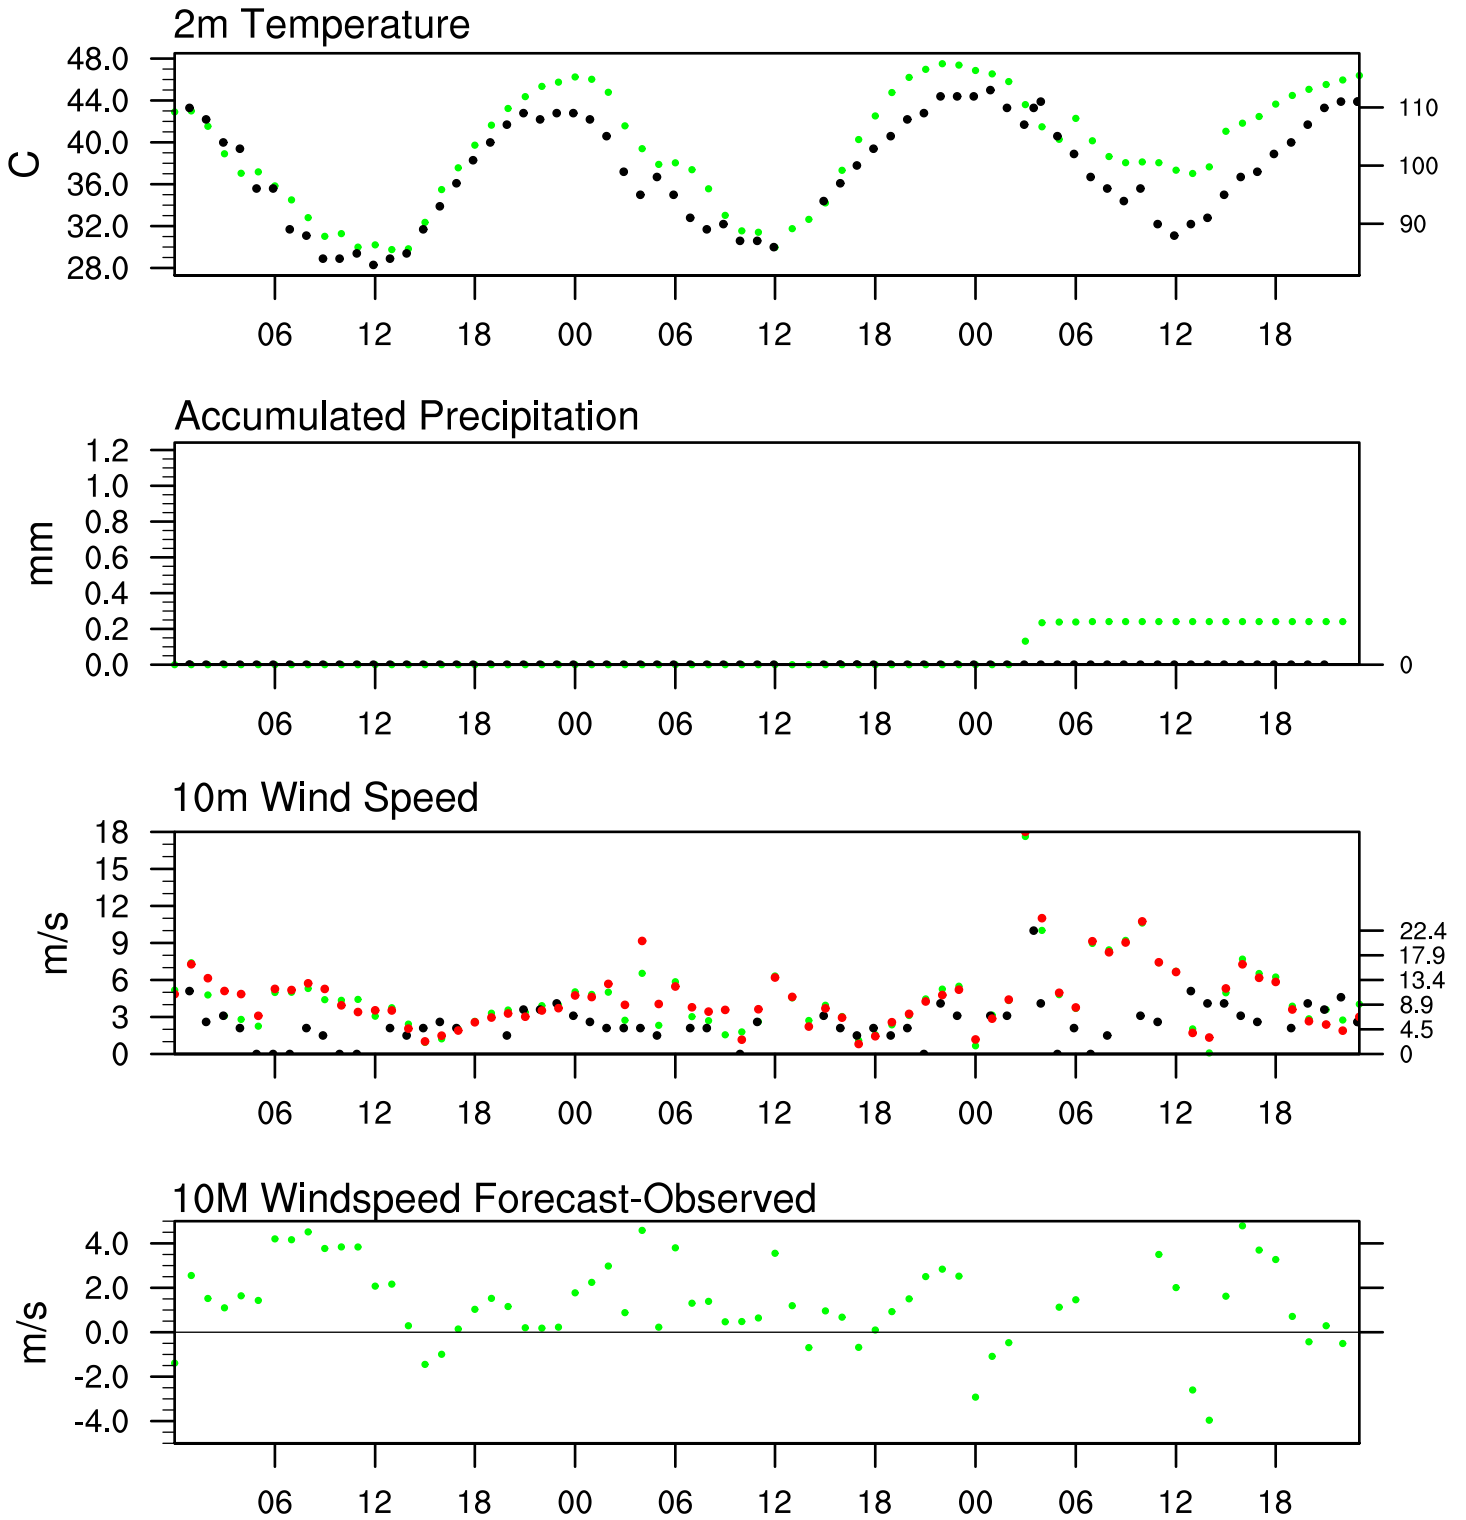 2m Temperature
48.0
44.0
40.0
36.0
32.0
28.0
C
110
100
90
06 12 18 00 06 12 18 00 06 12 18
Accumulated Precipitation
1.2
1.0
0.8
0.6
0.4
0.2
0.0
mm
0
06 12 18 00 06 12 18 00 06 12 18
10m Wind Speed
18
15
12
9
6
3
0
m/s
22.4
17.9
13.4
8.9
4.5
0
06 12 18 00 06 12 18 00 06 12 18
10M Windspeed Forecast-Observed
4.0
2.0
0.0
-2.0
-4.0
m/s
06 12 18 00 06 12 18 00 06 12 18